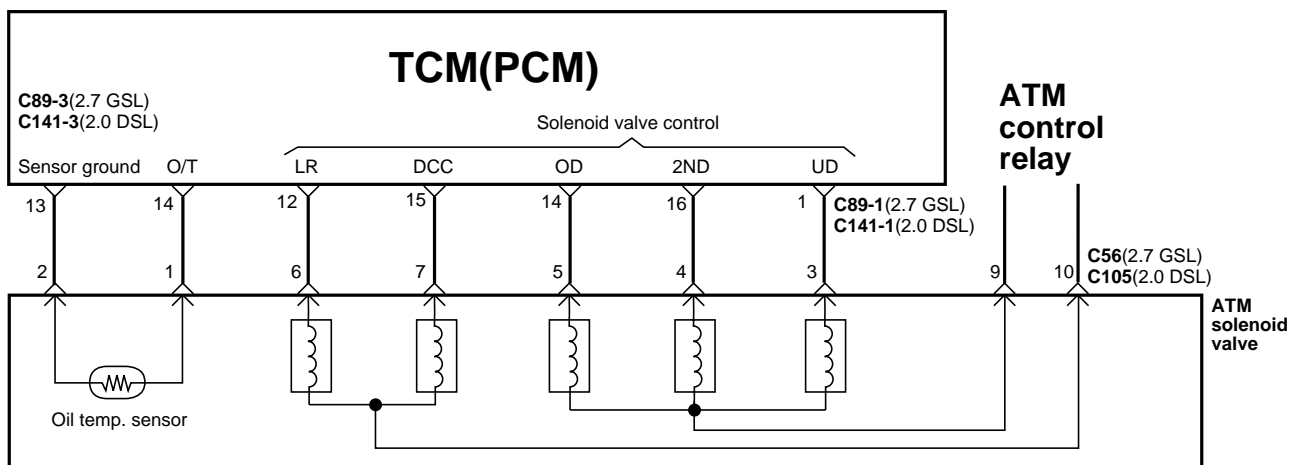 TCM(PCM)
C89-3(2.7 GSL)
C141-3(2.0 DSL)
Solenoid valve control
ATM
control
relay
Sensor ground O/T LR DCC OD 2ND UD
13 14 12 15 14 16 1
C89-1(2.7 GSL)
C141-1(2.0 DSL)
2 1 6 7 5 4 3 9 10
C56(2.7 GSL)
C105(2.0 DSL)
ATM
solenoid
valve
Oil temp. sensor